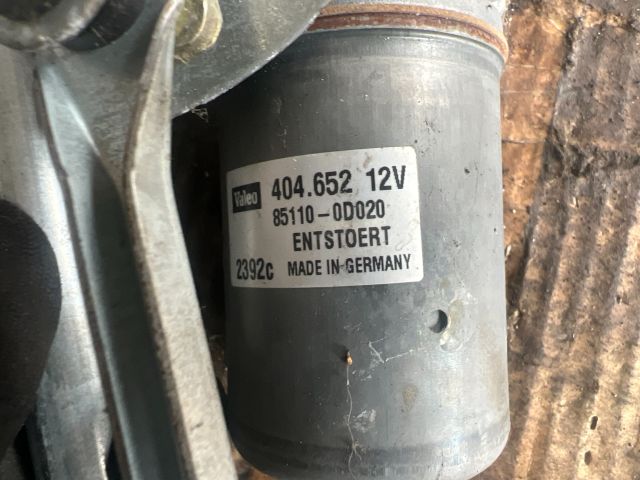 Valeo 404.652 12V
85110-0D020
ENTSTOERT
2392c MADE IN GERMANY